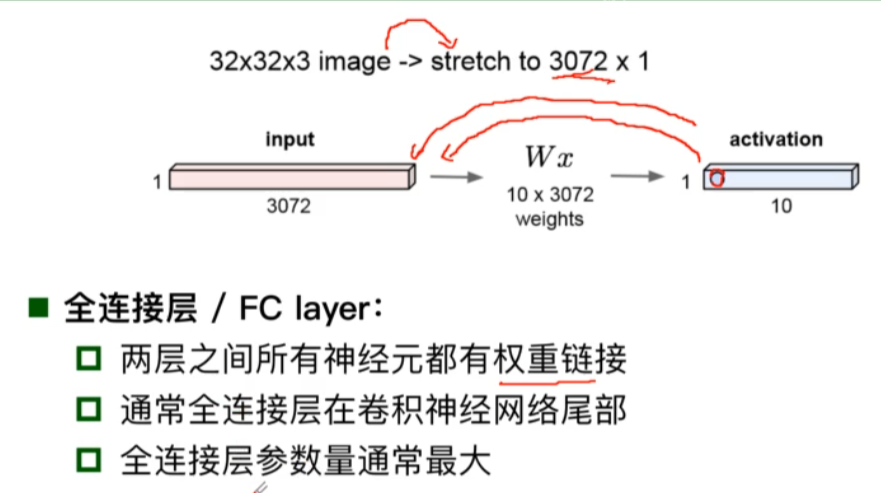 32x32x3 image -> stretch to 3072 x 1
input
activation
1
Wx
1
3072
10 x 3072
weights
10
全连接层 / FC layer：
两层之间所有神经元都有权重链接
通常全连接层在卷积神经网络尾部
全连接层参数量通常最大